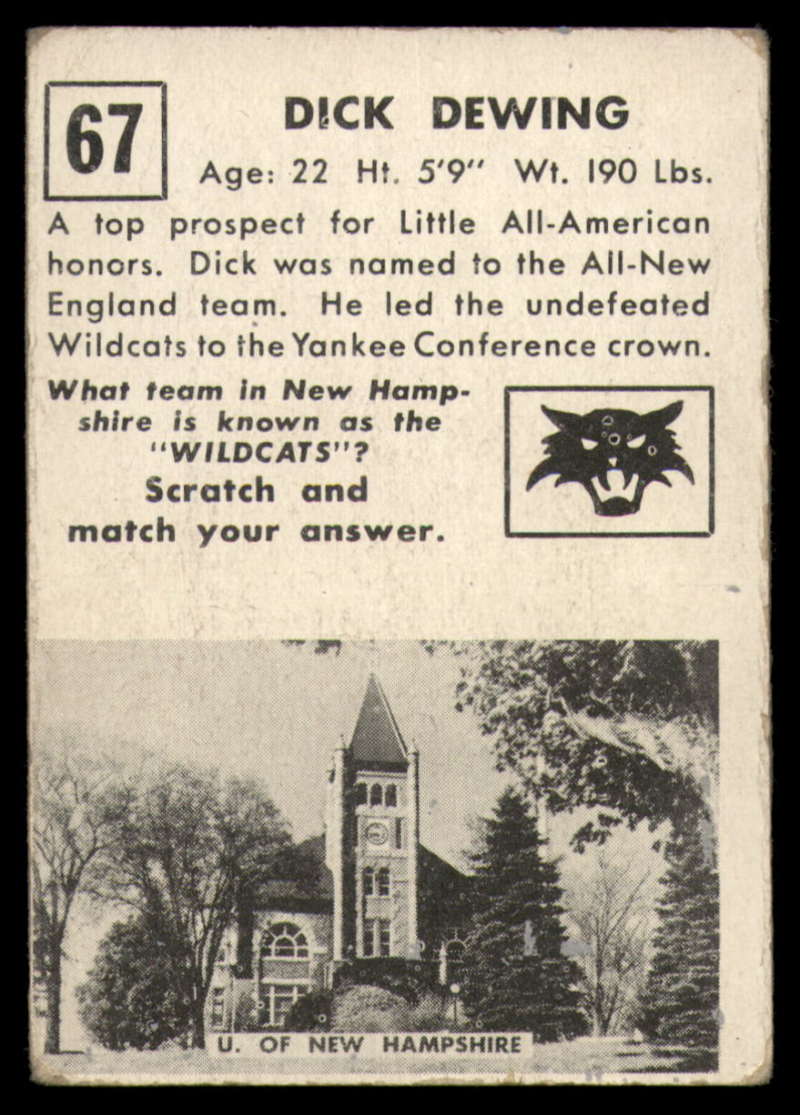 67
DICK DEWING
Age: 22 Ht. 5'9" Wt. 190 Lbs.
A top prospect for Little All-American
honors. Dick was named to the All-New
England team. He led the undefeated
Wildcats to the Yankee Conference crown.
What team in New Hamp-
shire is known as the
"WILDCATS"?
Scratch and
match your answer.
U. OF NEW HAMPSHIRE